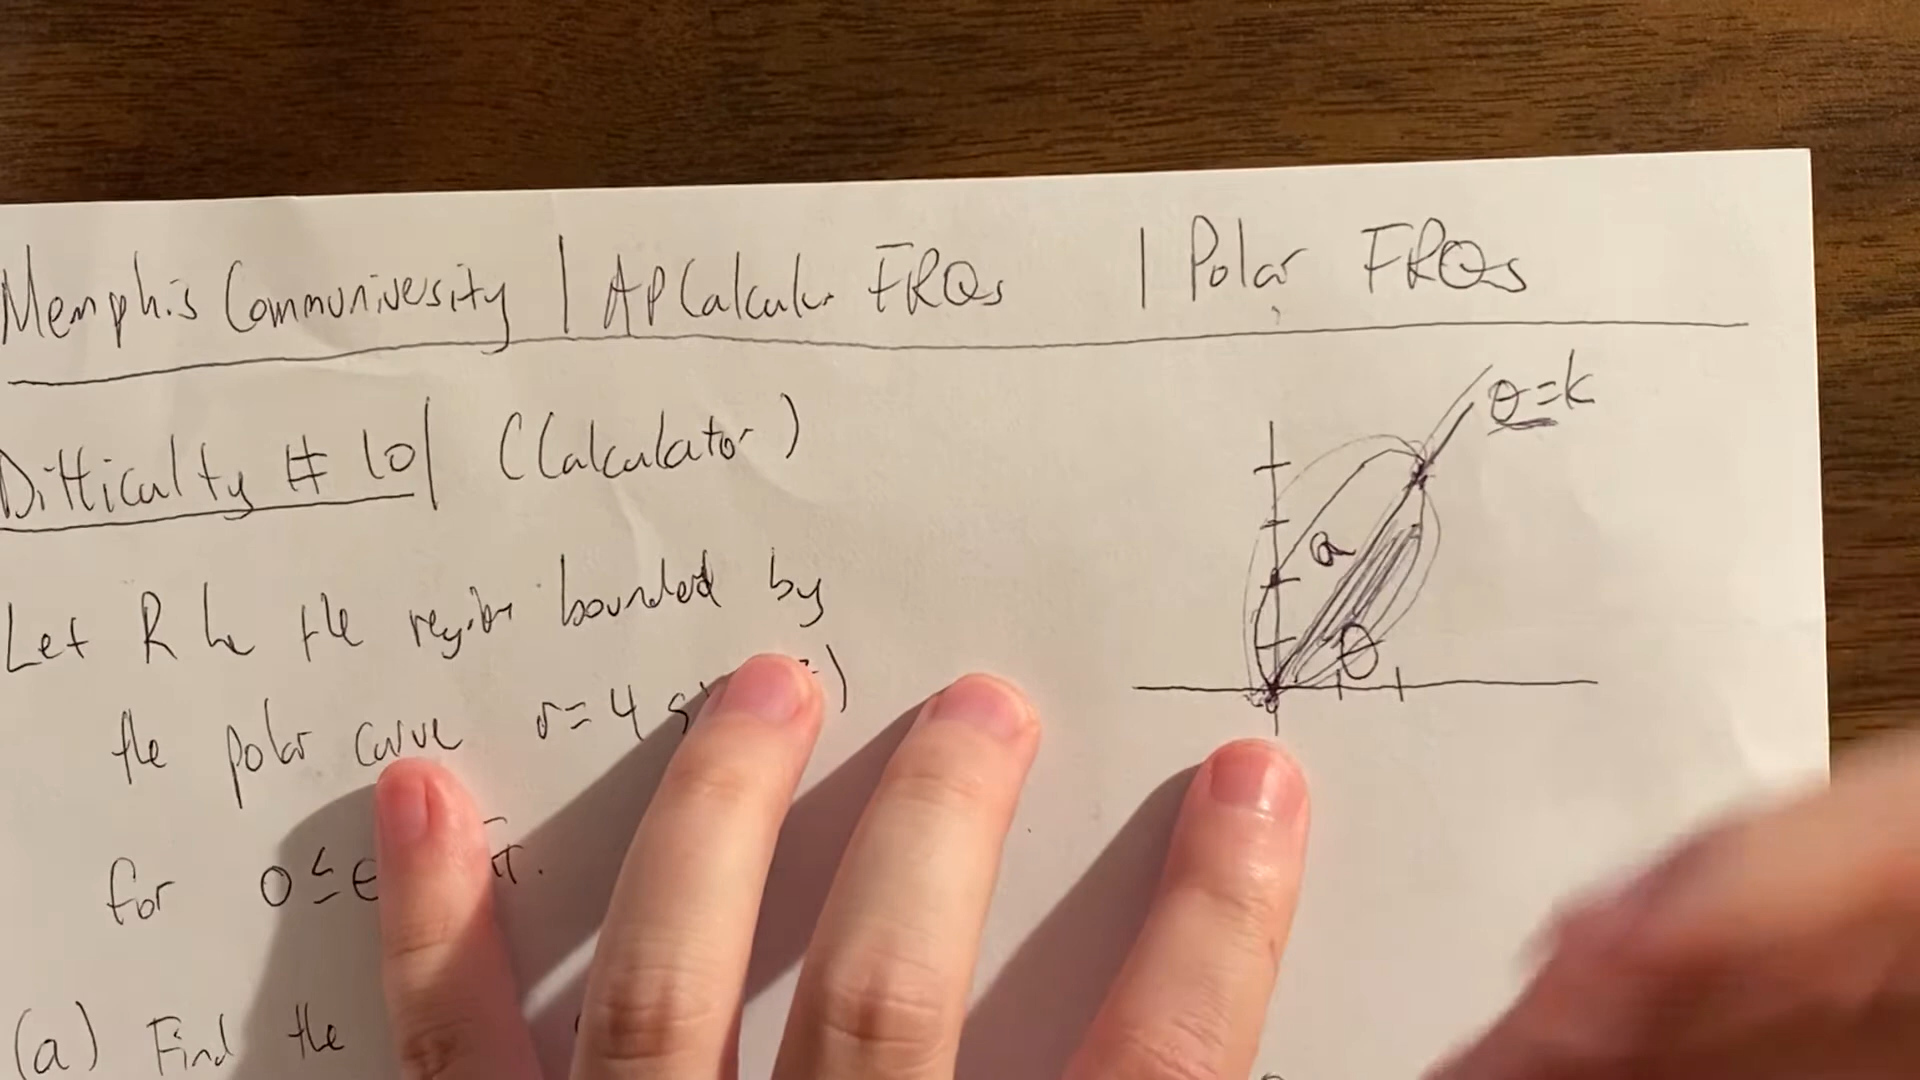 Memphis Communiversity | AP Calculus FRQs | Polar FRQs
Difficulty # 10 | (Calculator)
θ=k
a
Let R be the region bounded by
the polar curve r=4 s )
for 0≤ π.
(a) Find the